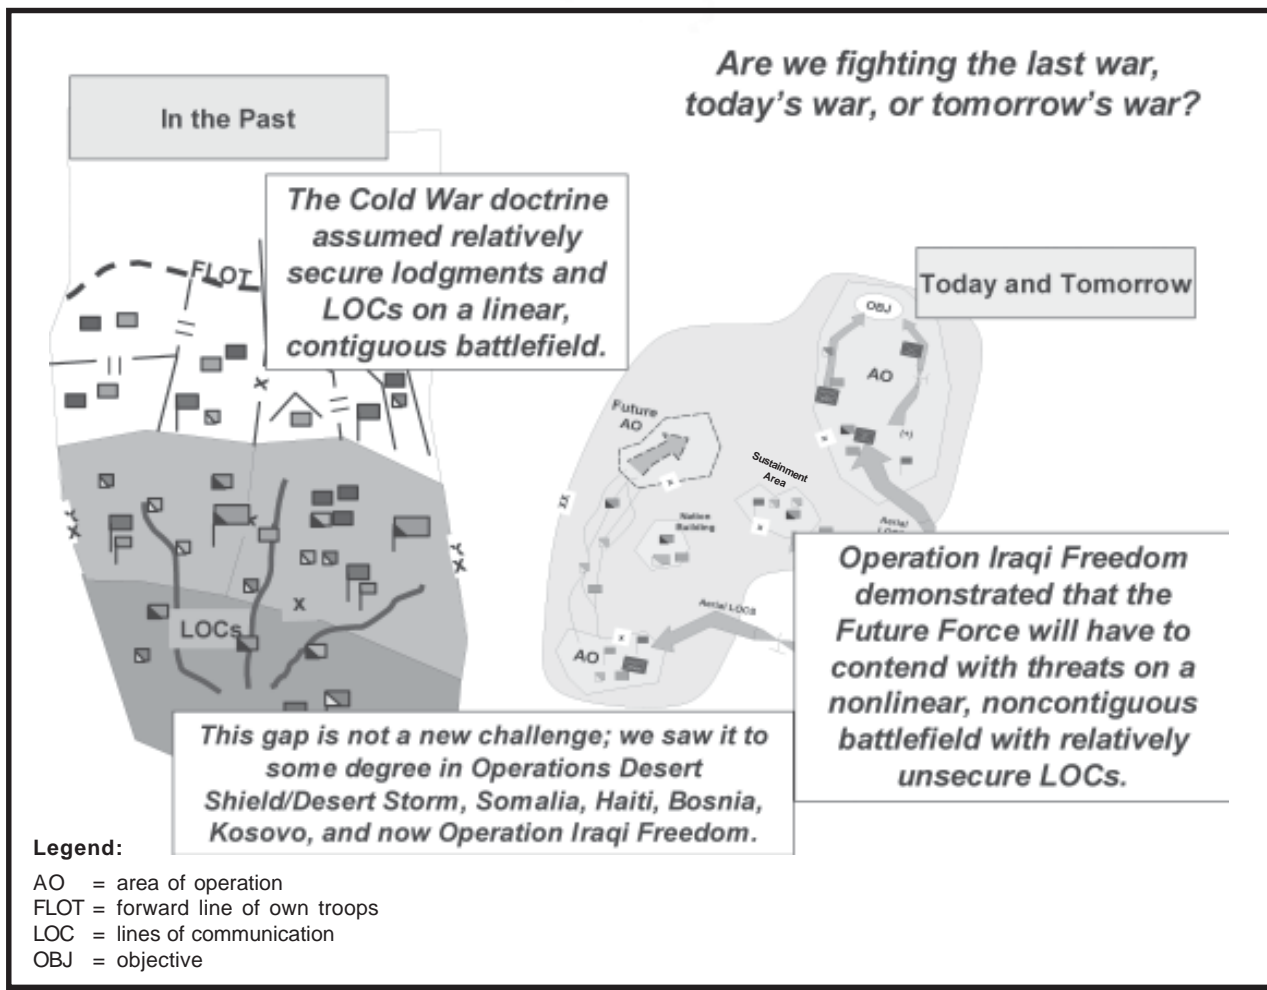 Are we fighting the last war,
today's war, or tomorrow's war?
In the Past
The Cold War doctrine
assumed relatively
secure lodgments and
LOCs on a linear,
contiguous battlefield.
FLOT
x
LOCs
x
Today and Tomorrow
OBJ
AO
Future
AO
x
(+)
Sustainment
Area
x
XX
Nation
Building
x
Aerial
Aerial LOCS
x
AO
Operation Iraqi Freedom
demonstrated that the
Future Force will have to
contend with threats on a
nonlinear, noncontiguous
battlefield with relatively
unsecure LOCs.
This gap is not a new challenge; we saw it to
some degree in Operations Desert
Shield/Desert Storm, Somalia, Haiti, Bosnia,
Kosovo, and now Operation Iraqi Freedom.
Legend:
AO = area of operation
FLOT = forward line of own troops
LOC = lines of communication
OBJ = objective